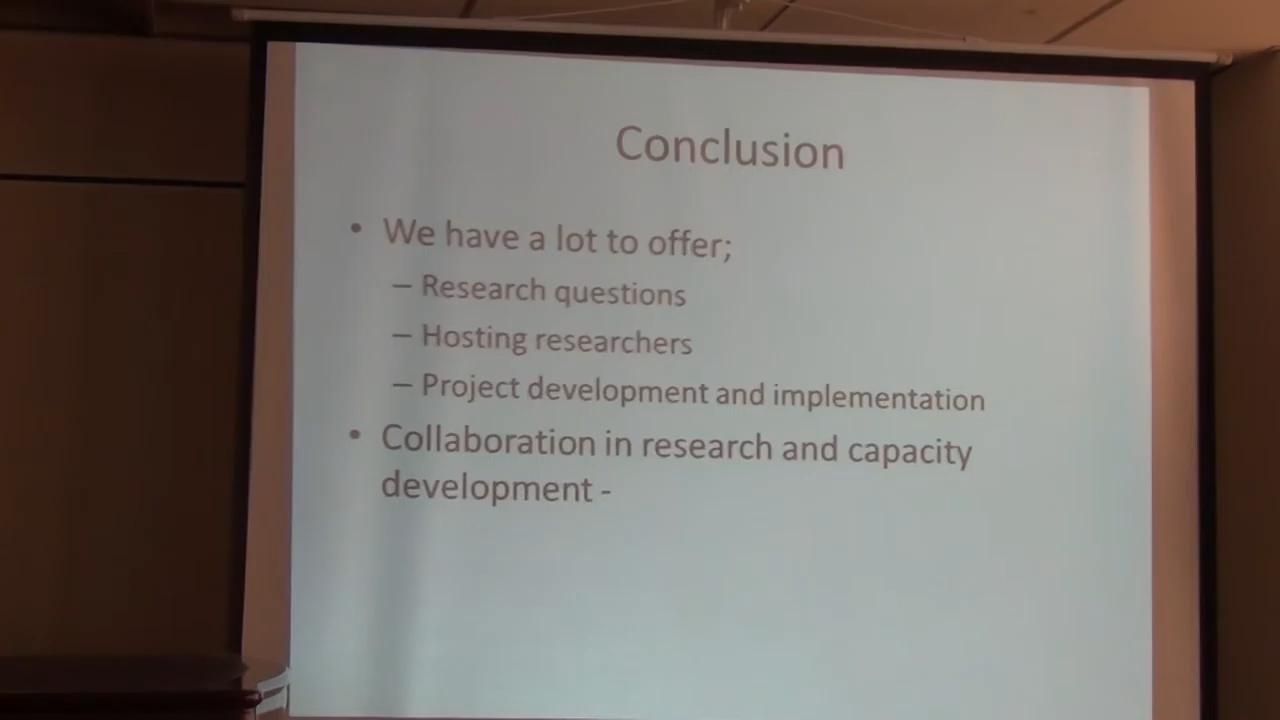 Conclusion
• We have a lot to offer;
– Research questions
– Hosting researchers
– Project development and implementation
• Collaboration in research and capacity
development -